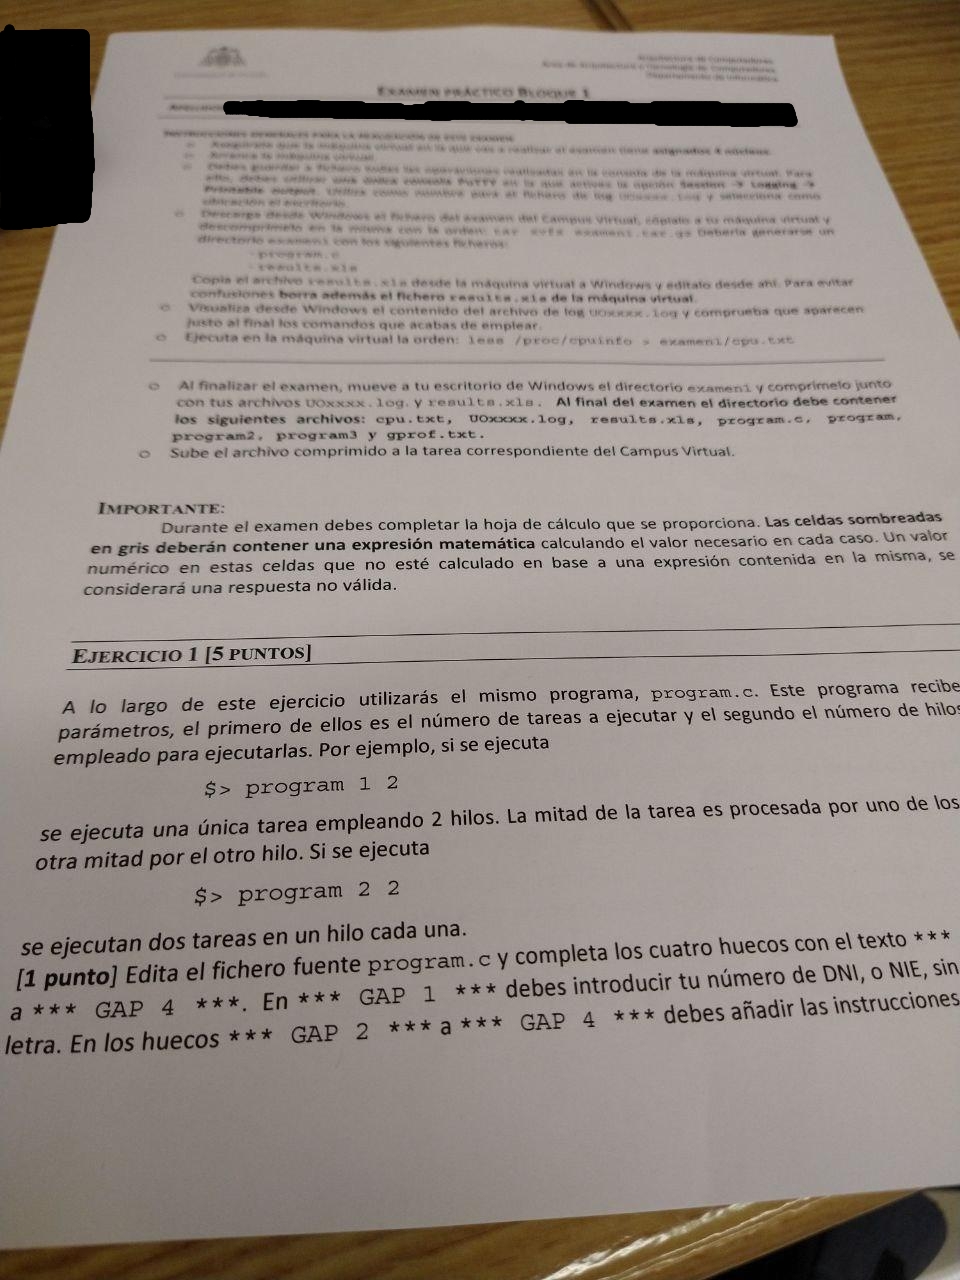 Arquitectura de Computadores
Área de Arquitectura y Tecnología de Computadores
Departamento de Informática
EXAMEN PRÁCTICO BLOQUE 1
APELLIDOS
INSTRUCCIONES GENERALES PARA LA REALIZACIÓN DE ESTE EXAMEN
○ Asegúrate que la máquina virtual en la que vas a realizar el examen tiene asignados 4 núcleos.
○ Arranca la máquina virtual.
○ Debes guardar a fichero todas las operaciones realizadas en la consola de la máquina virtual. Para
ello, debes utilizar una única consola PuTTY en la que actives la opción Session → Logging →
Printable output. Utiliza como nombre para el fichero de log UOxxxx.log y selecciona como
ubicación el escritorio.
○ Descarga desde Windows el fichero del examen del Campus Virtual, cópialo a tu máquina virtual y
descomprímelo en la misma con la orden: tar xvfz examen1.tar.gz Debería generarse un
directorio examen1 con los siguientes ficheros:
- program.c
- results.xls
Copia el archivo results.xls desde la máquina virtual a Windows y edítalo desde ahí. Para evitar
confusiones borra además el fichero results.xls de la máquina virtual.
○ Visualiza desde Windows el contenido del archivo de log UOxxxx.log y comprueba que aparecen
justo al final los comandos que acabas de emplear.
○ Ejecuta en la máquina virtual la orden: less /proc/cpuinfo > examen1/cpu.txt
○ Al finalizar el examen, mueve a tu escritorio de Windows el directorio examen1 y comprímelo junto
con tus archivos UOxxxx.log. y results.xls. Al final del examen el directorio debe contener
los siguientes archivos: cpu.txt, UOxxxx.log, results.xls, program.c, program,
program2, program3 y gprof.txt.
○ Sube el archivo comprimido a la tarea correspondiente del Campus Virtual.
IMPORTANTE:
Durante el examen debes completar la hoja de cálculo que se proporciona. Las celdas sombreadas
en gris deberán contener una expresión matemática calculando el valor necesario en cada caso. Un valor
numérico en estas celdas que no esté calculado en base a una expresión contenida en la misma, se
considerará una respuesta no válida.
EJERCICIO 1 [5 PUNTOS]
A lo largo de este ejercicio utilizarás el mismo programa, program.c. Este programa recibe
parámetros, el primero de ellos es el número de tareas a ejecutar y el segundo el número de hilos
empleado para ejecutarlas. Por ejemplo, si se ejecuta
$> program 1 2
se ejecuta una única tarea empleando 2 hilos. La mitad de la tarea es procesada por uno de los
otra mitad por el otro hilo. Si se ejecuta
$> program 2 2
se ejecutan dos tareas en un hilo cada una.
[1 punto] Edita el fichero fuente program.c y completa los cuatro huecos con el texto ***
a *** GAP 4 ***. En *** GAP 1 *** debes introducir tu número de DNI, o NIE, sin
letra. En los huecos *** GAP 2 *** a *** GAP 4 *** debes añadir las instrucciones